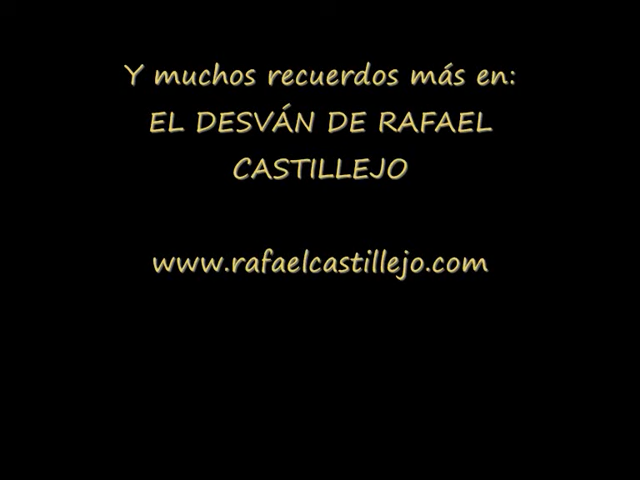 Y muchos recuerdos más en:
EL DESVÁN DE RAFAEL
CASTILLEJO
www.rafaelcastillejo.com